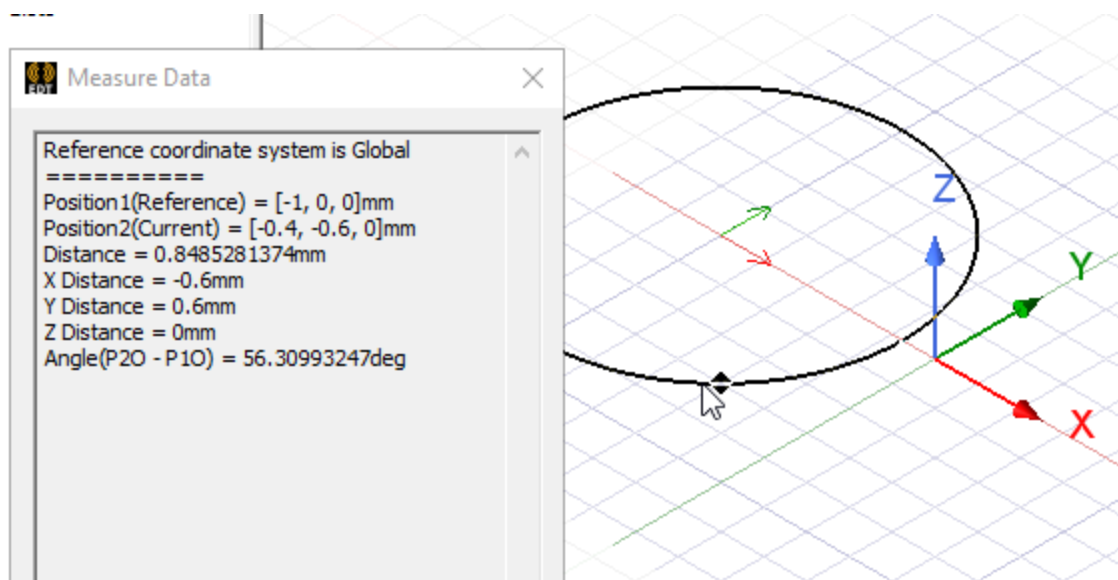 EDT
Measure Data
Reference coordinate system is Global
==========
Position1(Reference) = [-1, 0, 0]mm
Position2(Current) = [-0.4, -0.6, 0]mm
Distance = 0.8485281374mm
X Distance = -0.6mm
Y Distance = 0.6mm
Z Distance = 0mm
Angle(P2O - P1O) = 56.30993247deg
Z
Y
X